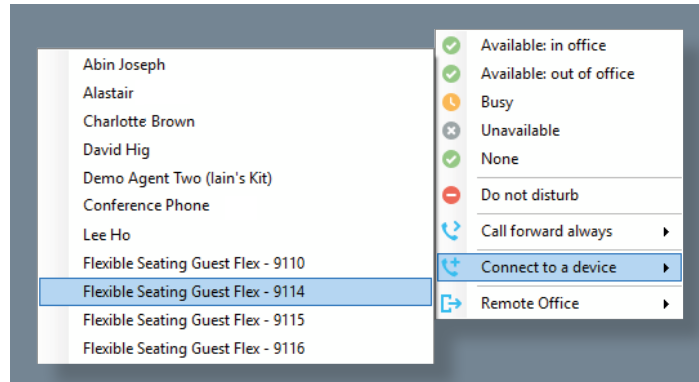 Abin Joseph
Alastair
Charlotte Brown
David Hig
Demo Agent Two (Iain's Kit)
Conference Phone
Lee Ho
Flexible Seating Guest Flex - 9110
Flexible Seating Guest Flex - 9114
Flexible Seating Guest Flex - 9115
Flexible Seating Guest Flex - 9116
Available: in office
Available: out of office
Busy
Unavailable
None
Do not disturb
Call forward always
Connect to a device
Remote Office